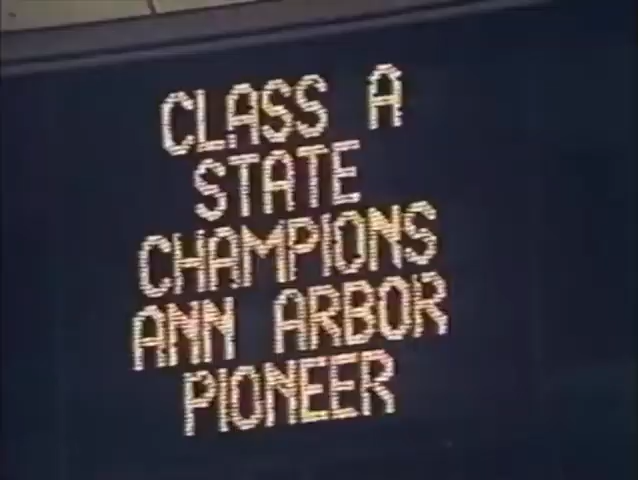 CLASS A
STATE
CHAMPIONS
ANN ARBOR
PIONEER